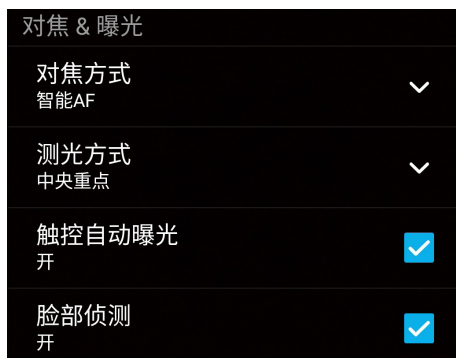 对焦 & 曝光
对焦方式
智能AF
测光方式
中央重点
触控自动曝光
开
脸部侦测
开